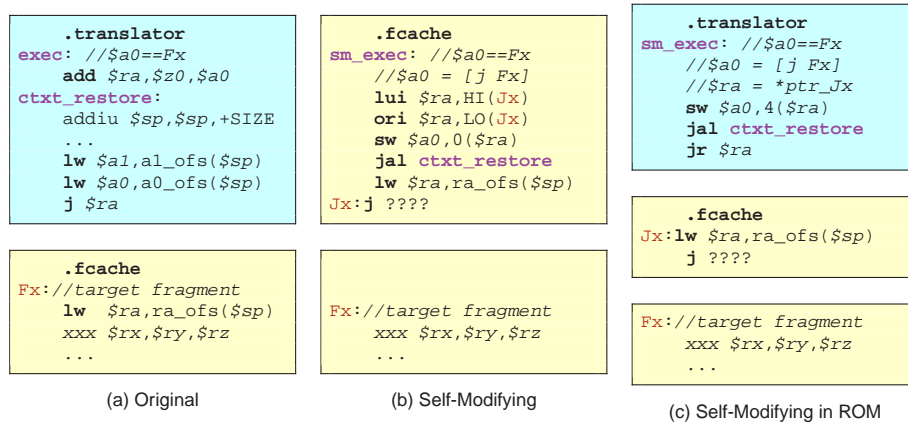 .translator
exec: //$a0==Fx
add $ra,$z0,$a0
ctxt_restore:
addiu $sp,$sp,+SIZE
...
lw $a1,a1_ofs($sp)
lw $a0,a0_ofs($sp)
j $ra
.fcache
Fx://target fragment
lw $ra,ra_ofs($sp)
xxx $rx,$ry,$rz
...
(a) Original
.fcache
sm_exec: //$a0==Fx
//$a0 = [j Fx]
lui $ra,HI(Jx)
ori $ra,LO(Jx)
sw $a0,0($ra)
jal ctxt_restore
lw $ra,ra_ofs($sp)
Jx:j ????
Fx://target fragment
xxx $rx,$ry,$rz
...
(b) Self-Modifying
.translator
sm_exec: //$a0==Fx
//$a0 = [j Fx]
//$ra = *ptr_Jx
sw $a0,4($ra)
jal ctxt_restore
jr $ra
.fcache
Jx:lw $ra,ra_ofs($sp)
j ????
Fx://target fragment
xxx $rx,$ry,$rz
...
(c) Self-Modifying in ROM